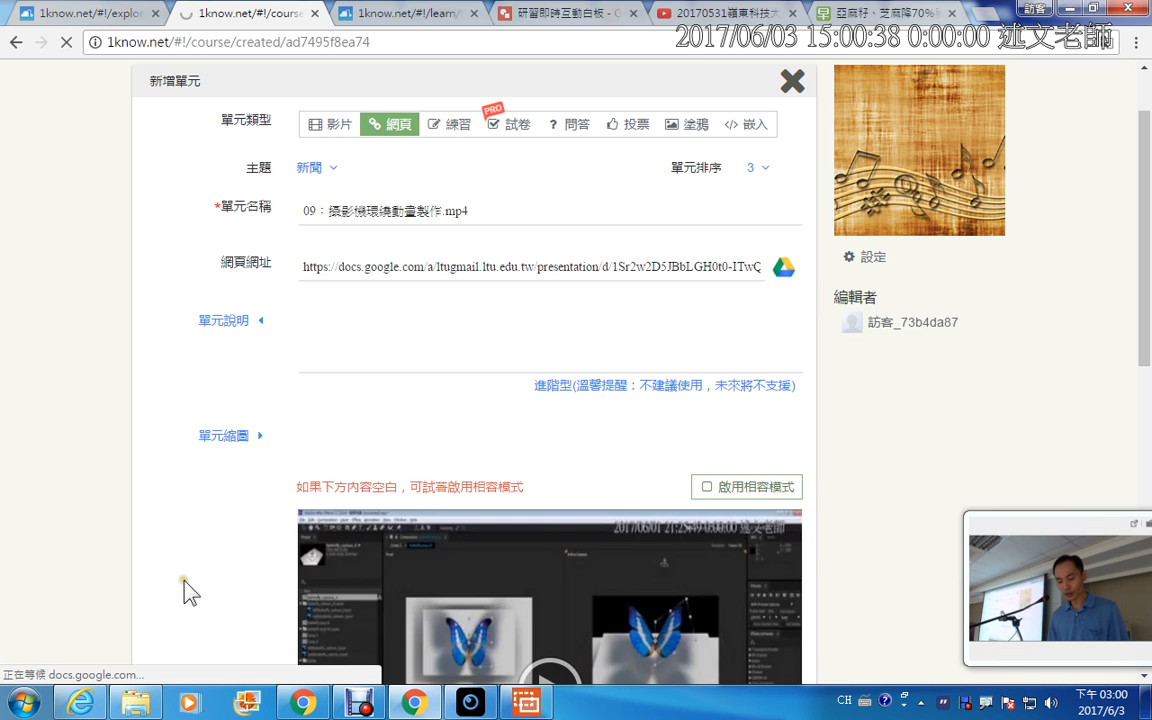 1know.net/#!/explor
1know.net/#!/cours
1know.net/#!/learn/
研習即時互動白板 - G
20170531嶺東科技大
亞麻籽、芝麻降70%
訪客
1know.net/#!/course/created/ad7495f8ea74
2017/06/03 15:00:38 0:00:00 述文老師
新增單元
單元類型
影片
網頁
練習
PRO
試卷
? 問答
投票
塗鴉
</> 嵌入
主題
新聞
單元排序
3
*單元名稱
09：攝影機環繞動畫製作.mp4
網頁網址
https://docs.google.com/a/ltugmail.ltu.edu.tw/presentation/d/1Sr2w2D5JBbLGH0t0-ITwQ
單元說明
進階型(溫馨提醒：不建議使用，未來將不支援)
單元縮圖
如果下方內容空白，可試著啟用相容模式
啟用相容模式
設定
編輯者
訪客_73b4da87
正在等候 docs.google.com...
CH
下午 03:00
2017/6/3